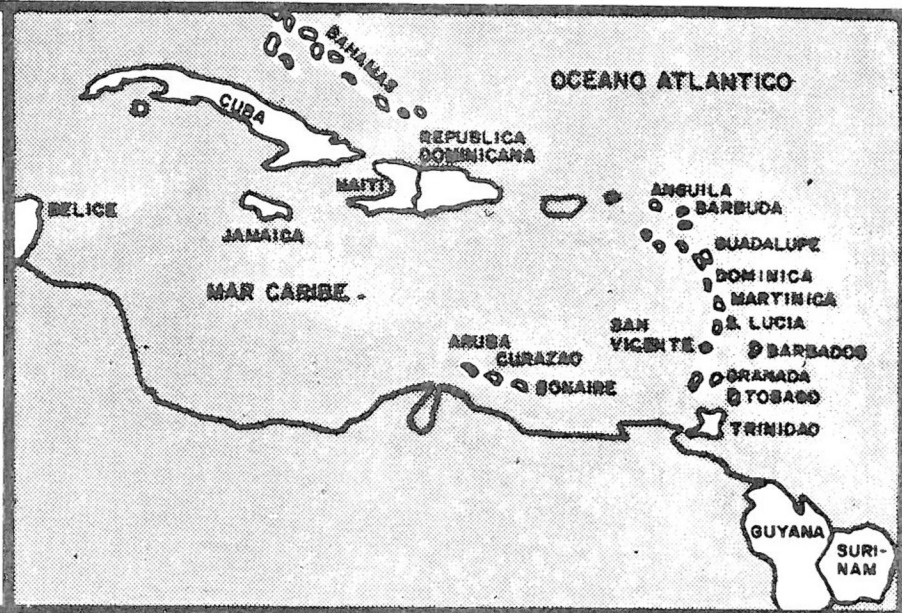 BAHAMAS
OCEANO ATLANTICO
CUBA
REPUBLICA
DOMINICANA
HAITI
ANGUILA
BARBUDA
BELICE
JAMAICA
GUADALUPE
DOMINICA
MAR CARIBE
MARTINICA
S. LUCIA
SAN
VICENTE
BARBADOS
ARUBA
CURAZAO
BONAIRE
GRANADA
TOBAGO
TRINIDAD
GUYANA
SURI-
NAM